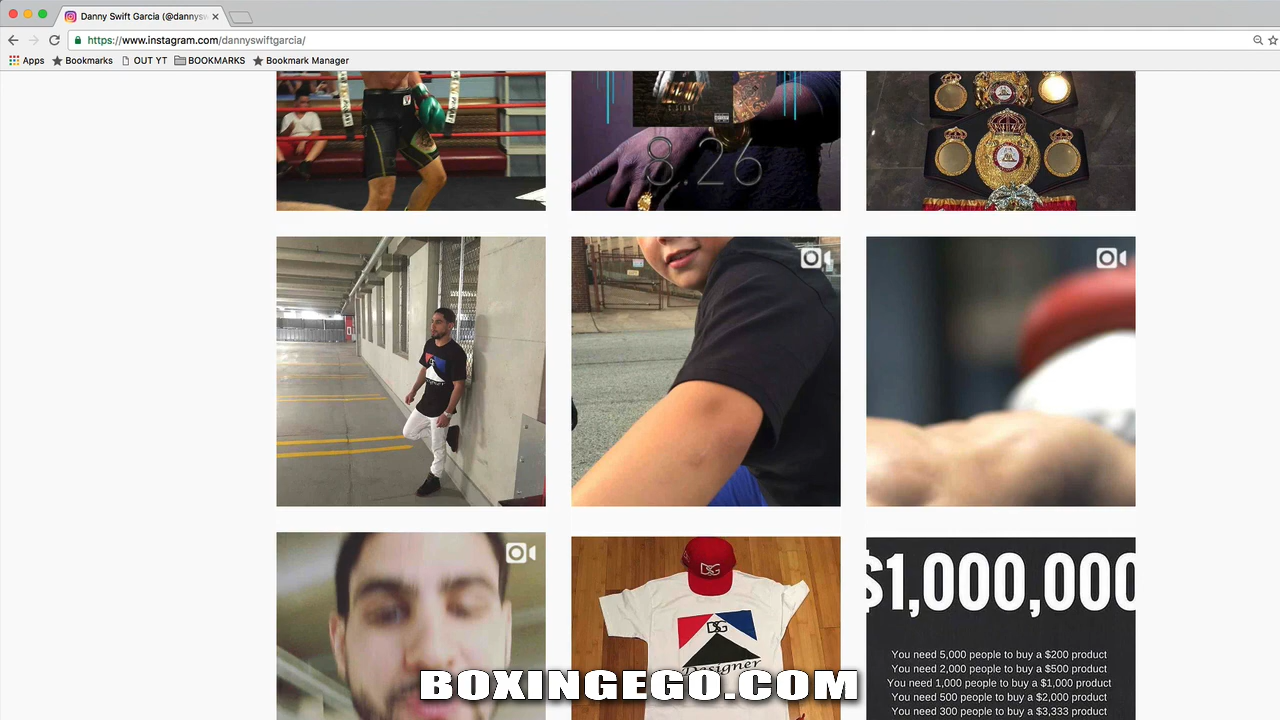 Danny Swift Garcia (@dannysw
https://www.instagram.com/dannyswiftgarcia/
Apps Bookmarks OUT YT BOOKMARKS Bookmark Manager
8.26
DSG
DSG
Designer
$1,000,000
You need 5,000 people to buy a $200 product
You need 2,000 people to buy a $500 product
You need 1,000 people to buy a $1,000 product
You need 500 people to buy a $2,000 product
You need 300 people to buy a $3,333 product
BOXINGEGO.COM